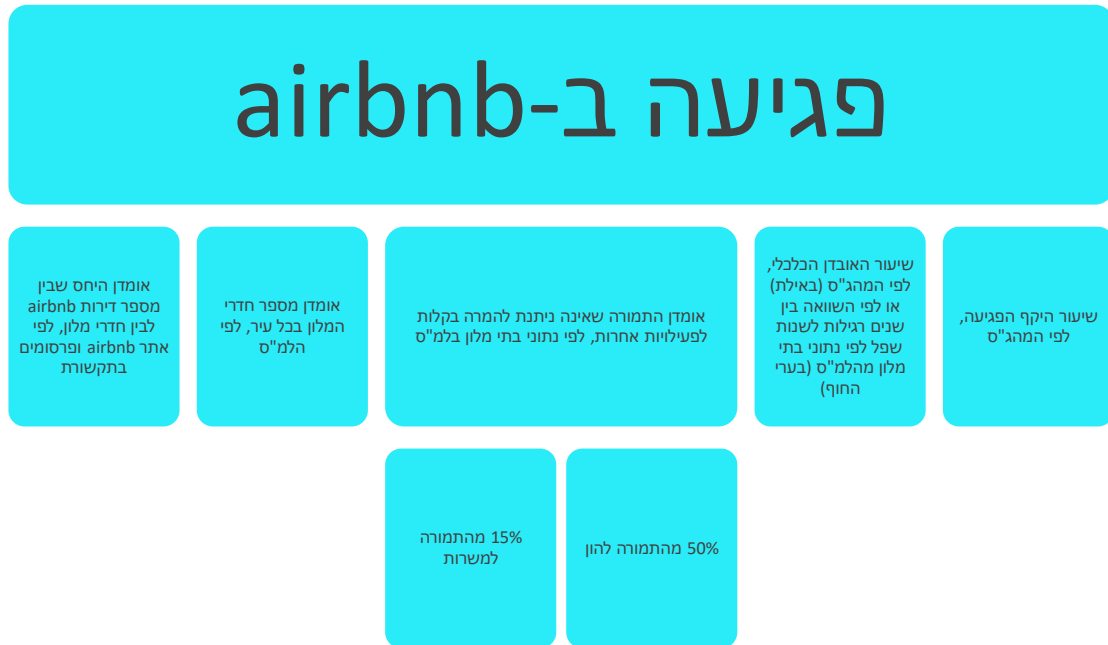 פגיעה ב-airbnb
שיעור היקף הפגיעה,
לפי המהג"ס
שיעור האובדן הכלכלי,
לפי המהג"ס (באילת)
או לפי השוואה בין
שנים רגילות לשנות
שפל לפי נתוני בתי
מלון מהלמ"ס (בערי
החוף)
אומדן התמורה שאינה ניתנת להמרה בקלות
לפעילויות אחרות, לפי נתוני בתי מלון בלמ"ס
50% מהתמורה להון
15% מהתמורה
למשרות
אומדן מספר חדרי
המלון בכל עיר, לפי
הלמ"ס
אומדן היחס שבין
מספר דירות airbnb
לבין חדרי מלון, לפי
אתר airbnb ופרסומים
בתקשורת